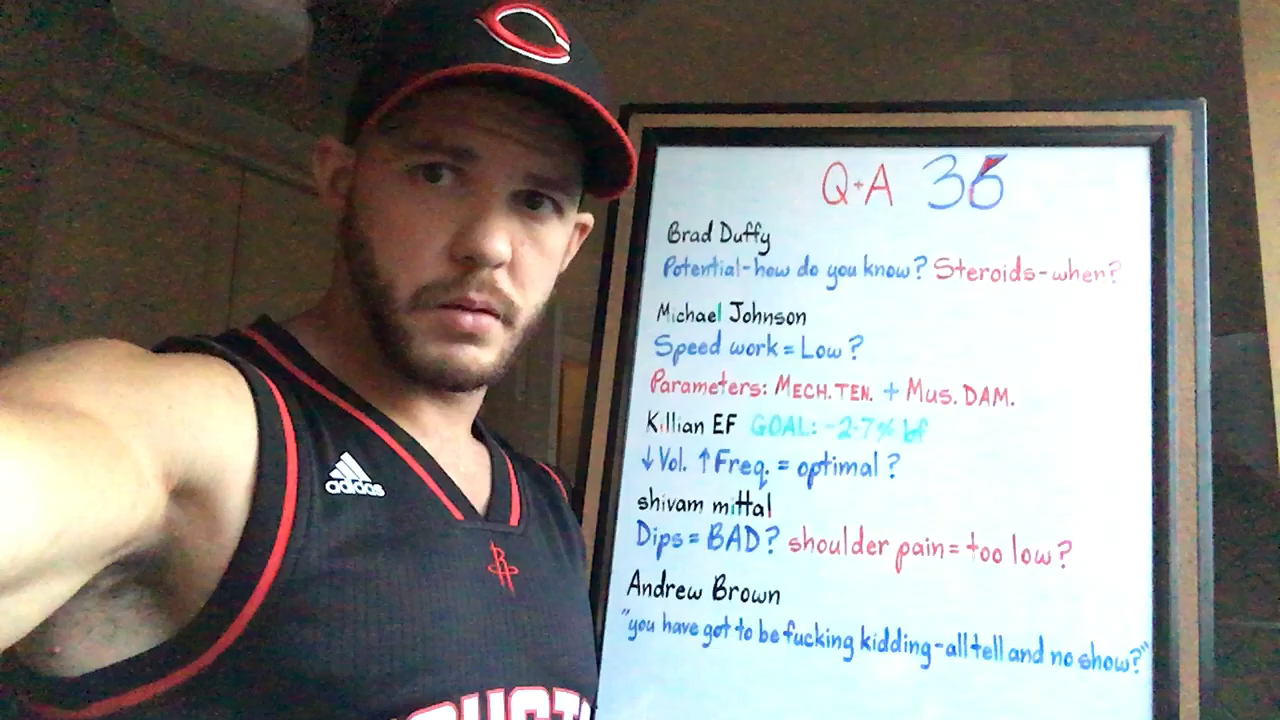 Q+A 36
Brad Duffy
Potential-how do you know? Steroids-when?
Michael Johnson
Speed work = Low?
Parameters: MECH. TEN. + MUS. DAM.
Killian EF GOAL: -2-7% bf
↓Vol. ↑Freq. = optimal?
shivam mittal
Dips = BAD? shoulder pain = too low?
Andrew Brown
"you have got to be fucking kidding-all tell and no show?"
adidas